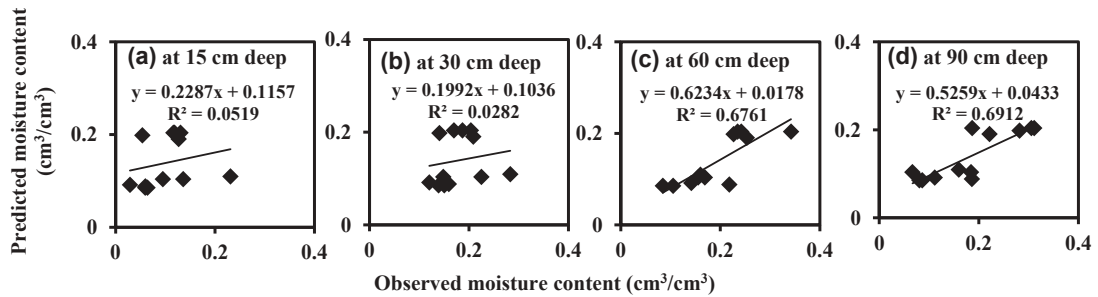 Predicted moisture content
(cm³/cm³)
0.4
0.2
0
(a) at 15 cm deep
y = 0.2287x + 0.1157
R² = 0.0519
0
0.2
0.4
0.4
0.2
0
(b) at 30 cm deep
y = 0.1992x + 0.1036
R² = 0.0282
0
0.2
0.4
0.4
0.2
0
(c) at 60 cm deep
y = 0.6234x + 0.0178
R² = 0.6761
0
0.2
0.4
0.4
0.2
0
(d) at 90 cm deep
y = 0.5259x + 0.0433
R² = 0.6912
0
0.2
0.4
Observed moisture content (cm³/cm³)